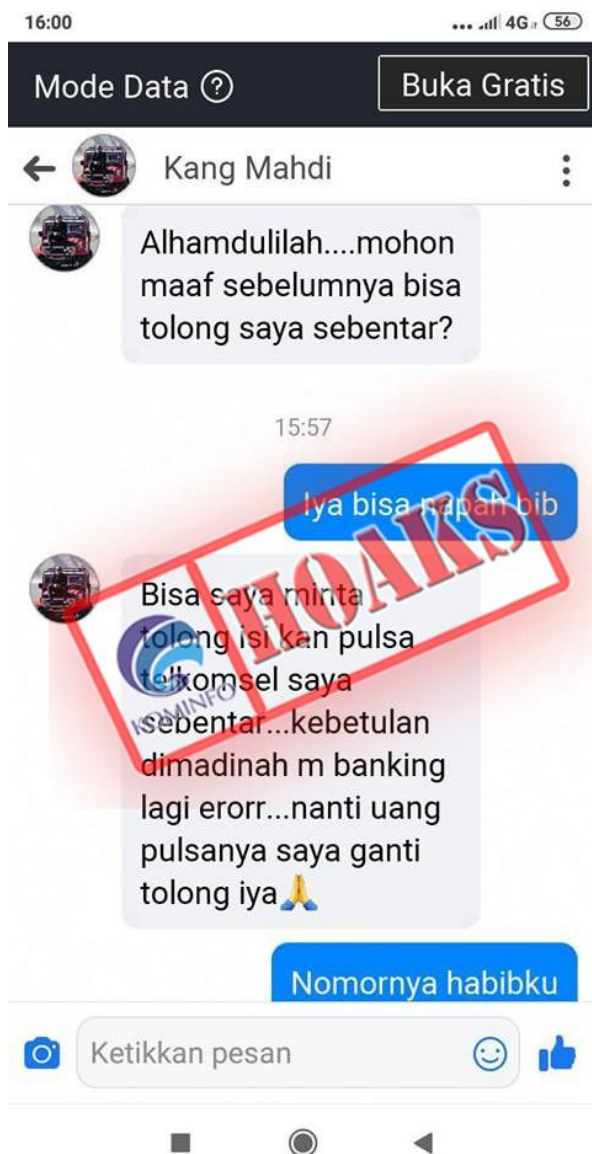 16:00
4G 56
Mode Data ?
Buka Gratis
Kang Mahdi
Alhamdulilah....mohon
maaf sebelumnya bisa
tolong saya sebentar?
15:57
Iya bisa napah bib
HOAKS
KOMINFO
Bisa saya minta
tolong isi kan pulsa
telkomsel saya
sebentar...kebetulan
dimadinah m banking
lagi erorr...nanti uang
pulsanya saya ganti
tolong iya🙏
Nomornya habibku
Ketikkan pesan